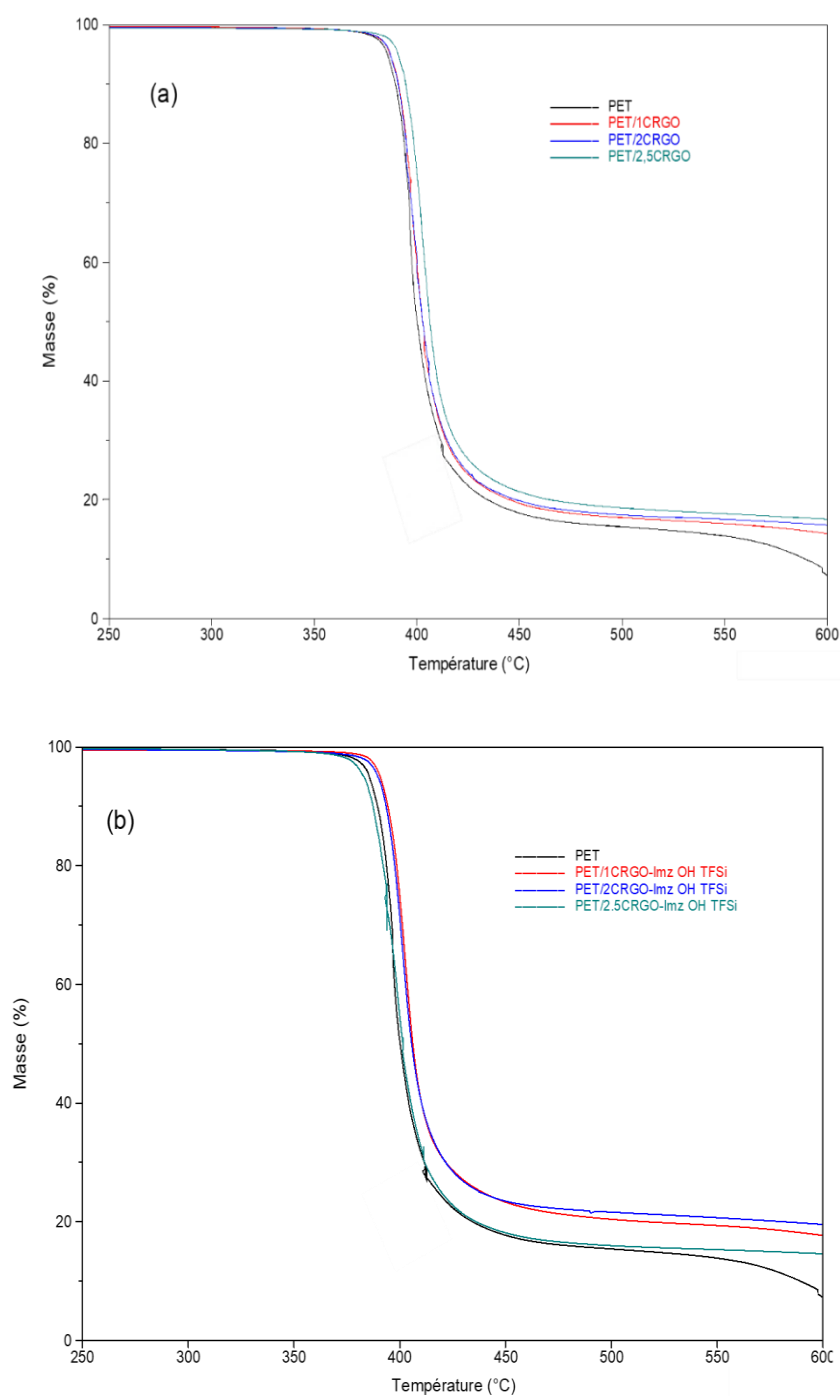 100
(a)
PET
PET/1CRGO
PET/2CRGO
PET/2,5CRGO
80
60
Masse (%)
40
20
0
250 300 350 400 450 500 550 600
Température (°C)
100
(b)
PET
PET/1CRGO-Imz OH TFSi
PET/2CRGO-Imz OH TFSi
PET/2.5CRGO-Imz OH TFSi
80
60
Masse (%)
40
20
0
250 300 350 400 450 500 550 600
Température (°C)